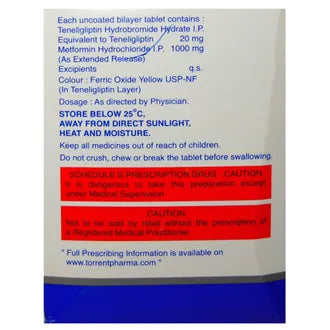 Each uncoated bilayer tablet contains :
Teneligliptin Hydrobromide Hydrate I.P.
Equivalent to Teneligliptin 20 mg
Metformin Hydrochloride I.P. 1000 mg
(As Extended Release)
Excipients q.s.
Colour : Ferric Oxide Yellow USP-NF
(In Teneligliptin Layer)
Dosage : As directed by Physician.
STORE BELOW 25°C,
AWAY FROM DIRECT SUNLIGHT,
HEAT AND MOISTURE.
Keep all medicines out of reach of children.
Do not crush, chew or break the tablet before swallowing.
SCHEDULE G PRESCRIPTION DRUG - CAUTION
It is dangerous to take this preparation except
under Medical Supervision.
CAUTION
Not to be sold by retail without the prescription of
a Registered Medical Practitioner
" Full Prescribing Information is available on
www.torrentpharma.com "